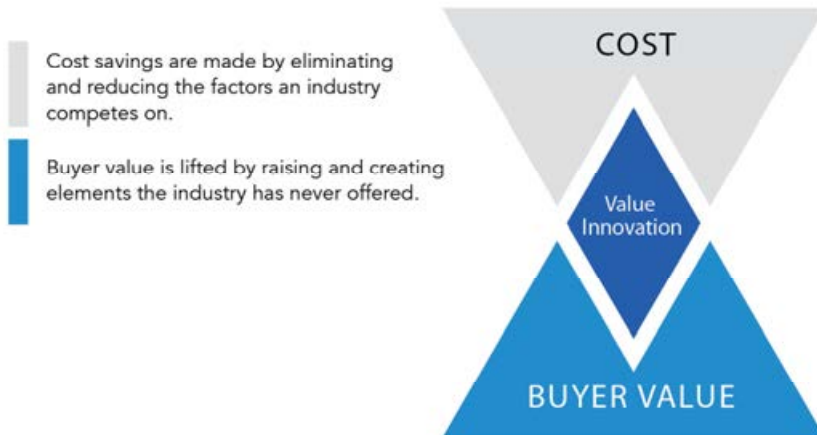 Cost savings are made by eliminating
and reducing the factors an industry
competes on.
Buyer value is lifted by raising and creating
elements the industry has never offered.
COST
Value
Innovation
BUYER VALUE